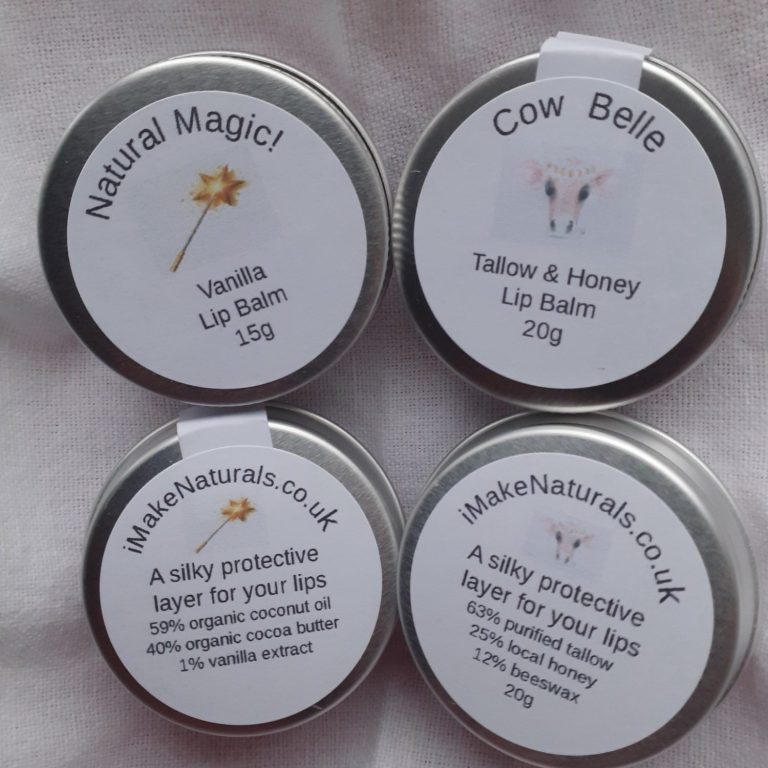 Natural Magic!
Vanilla
Lip Balm
15g
Cow Belle
Tallow & Honey
Lip Balm
20g
iMakeNaturals.co.uk
A silky protective
layer for your lips
59% organic coconut oil
40% organic cocoa butter
1% vanilla extract
iMakeNaturals.co.uk
A silky protective
layer for your lips
63% purified tallow
25% local honey
12% beeswax
20g